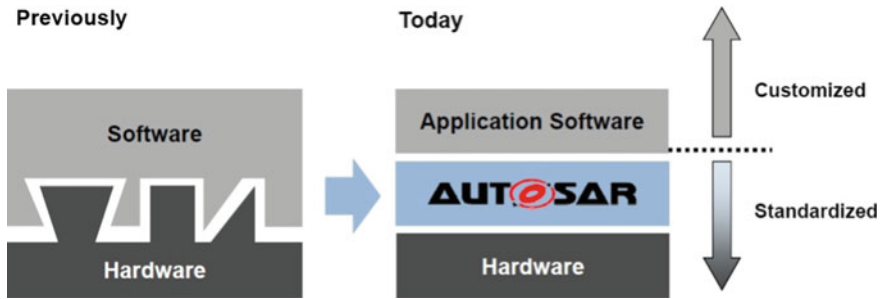 Previously
Today
Software
Hardware
Application Software
AUTOSAR
Hardware
Customized
Standardized